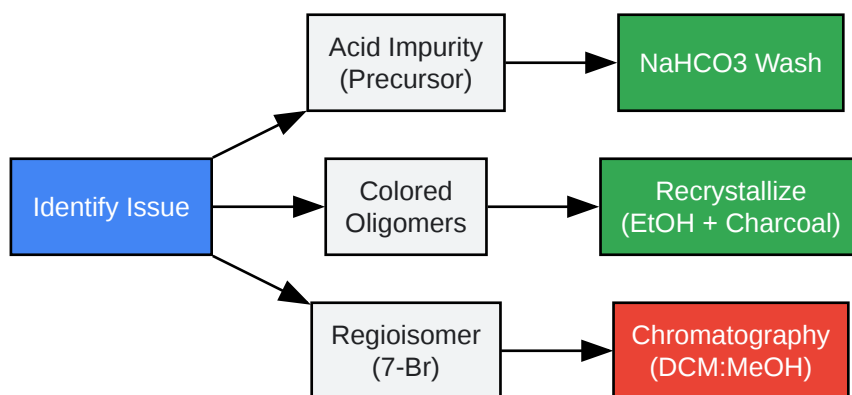 Identify Issue
Acid Impurity
(Precursor)
NaHCO3 Wash
Colored
Oligomers
Recrystallize
(EtOH + Charcoal)
Regioisomer
(7-Br)
Chromatography
(DCM:MeOH)